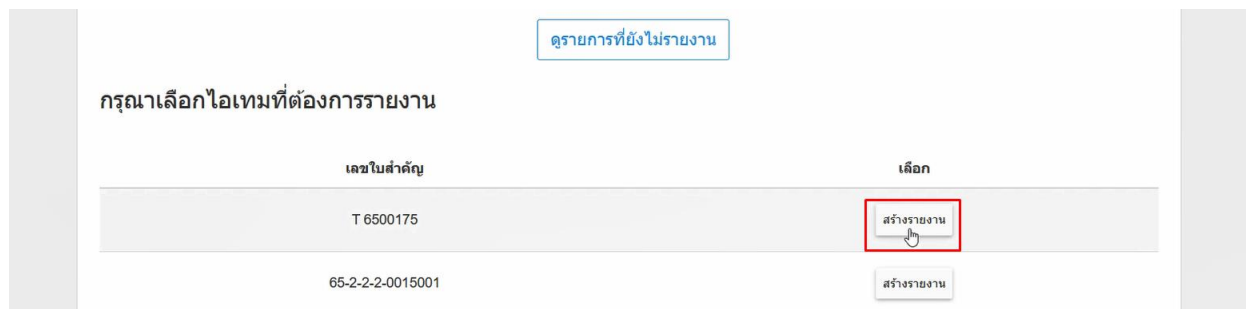 ดูรายการที่ยังไม่รายงาน
กรุณาเลือกไอเทมที่ต้องการรายงาน
เลขใบสำคัญ เลือก
T 6500175 สร้างรายงาน
65-2-2-2-0015001 สร้างรายงาน